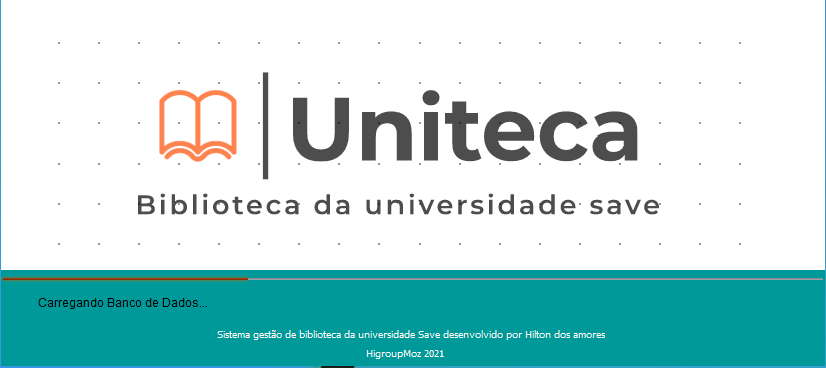 Uniteca
Biblioteca da universidade save
Carregando Banco de Dados...
Sistema gestão de biblioteca da universidade Save desenvolvido por Hilton dos amores
HigroupMoz 2021